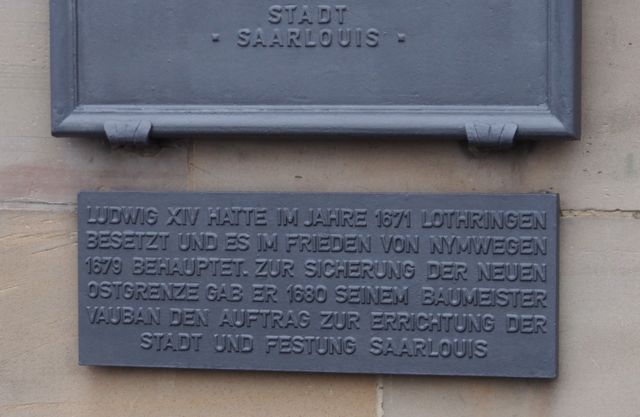 STADT
- SAARLOUIS -
LUDWIG XIV HATTE IM JAHRE 1671 LOTHRINGEN
BESETZT UND ES IM FRIEDEN VON NYMWEGEN
1679 BEHAUPTET. ZUR SICHERUNG DER NEUEN
OSTGRENZE GAB ER 1680 SEINEM BAUMEISTER
VAUBAN DEN AUFTRAG ZUR ERRICHTUNG DER
STADT UND FESTUNG SAARLOUIS